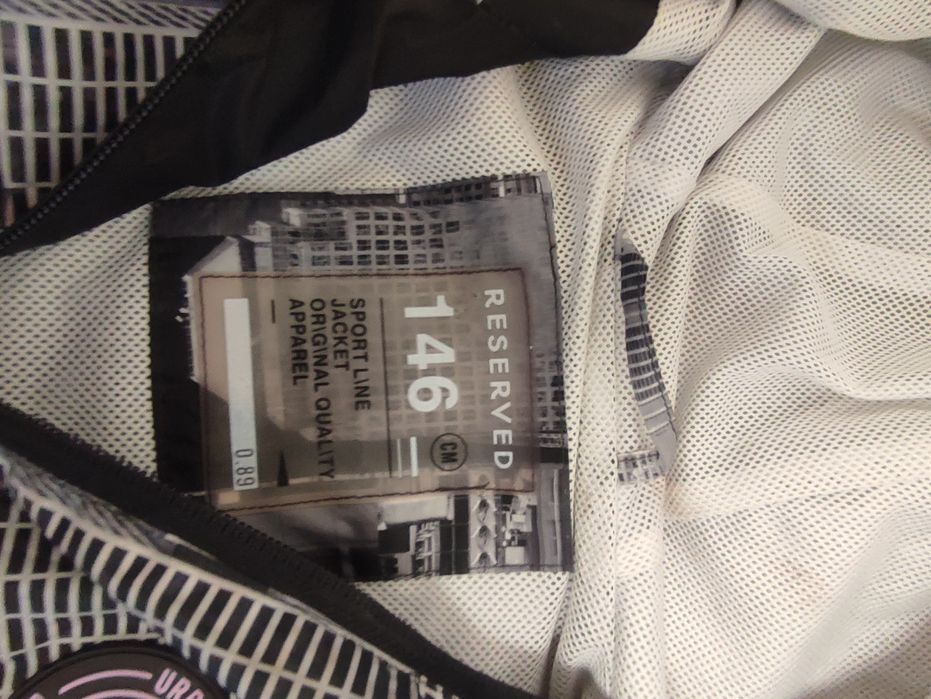 RESERVED
146
CM
SPORT LINE
JACKET
ORIGINAL QUALITY
APPAREL
0.89